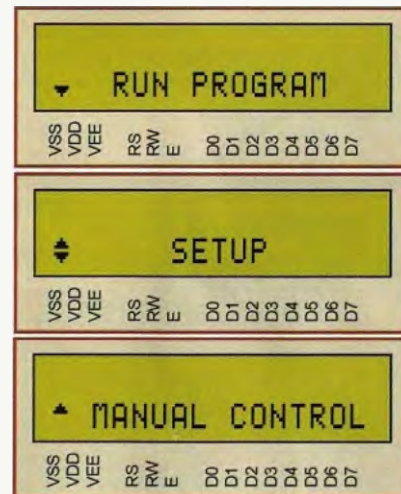 RUN PROGRAM
VSS VDD VEE RS RW E D0 D1 D2 D3 D4 D5 D6 D7
SETUP
VSS VDD VEE RS RW E D0 D1 D2 D3 D4 D5 D6 D7
MANUAL CONTROL
VSS VDD VEE RS RW E D0 D1 D2 D3 D4 D5 D6 D7